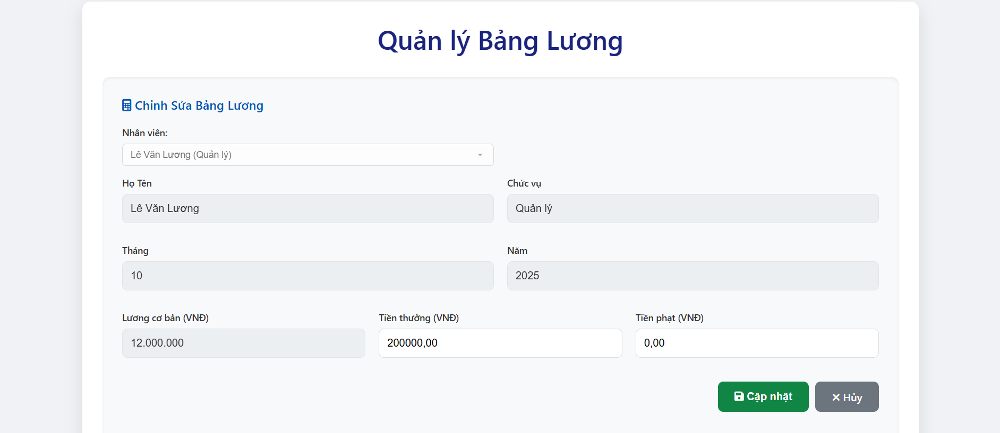 Quản lý Bảng Lương
Chỉnh Sửa Bảng Lương
Nhân viên:
Lê Văn Lương (Quản lý)
Họ Tên
Chức vụ
Lê Văn Lương
Quản lý
Tháng
Năm
10
2025
Lương cơ bản (VNĐ)
Tiền thưởng (VNĐ)
Tiền phạt (VNĐ)
12.000.000
200000,00
0,00
Cập nhật
Hủy